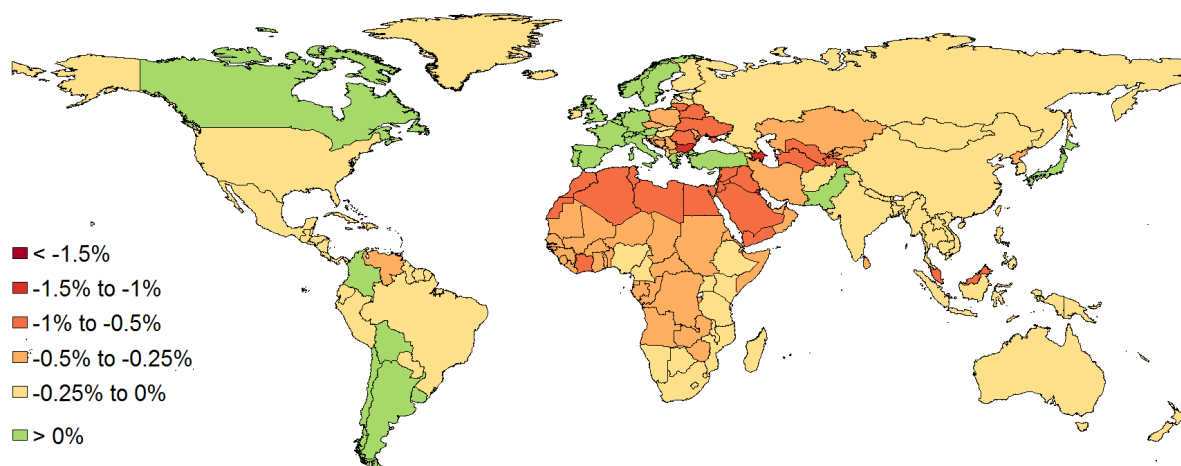 < -1.5%
-1.5% to -1%
-1% to -0.5%
-0.5% to -0.25%
-0.25% to 0%
> 0%